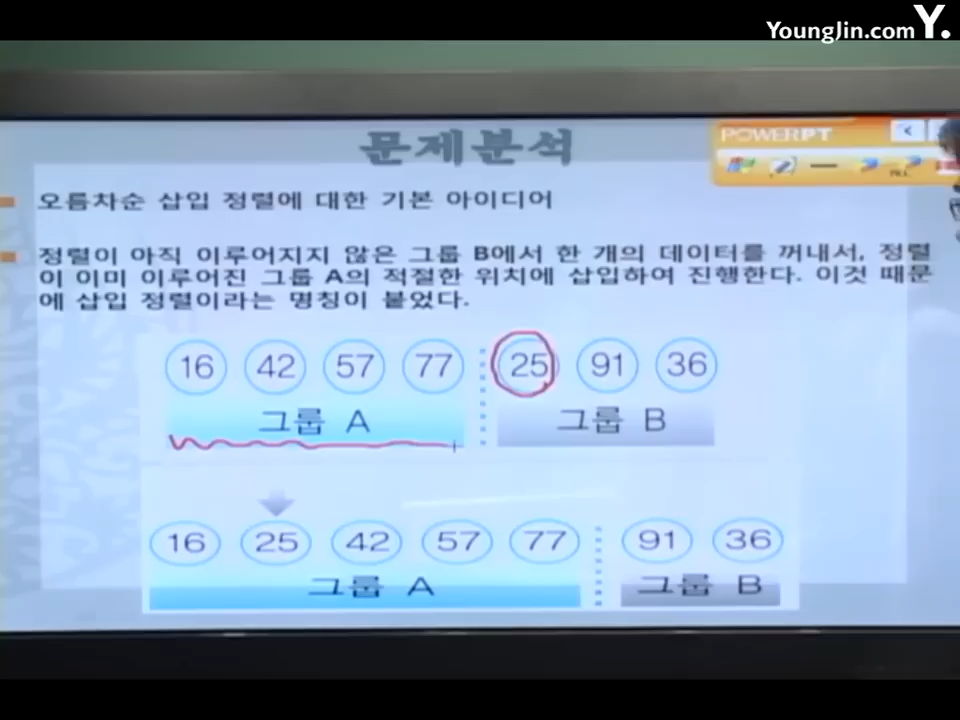 YoungJin.com Y.
문제분석
POWERPT
오름차순 삽입 정렬에 대한 기본 아이디어
정렬이 아직 이루어지지 않은 그룹 B에서 한 개의 데이터를 꺼내서, 정렬
이 이미 이루어진 그룹 A의 적절한 위치에 삽입하여 진행한다. 이것 때문
에 삽입 정렬이라는 명칭이 붙었다.
16 42 57 77 25 91 36
그룹 A 그룹 B
16 25 42 57 77 91 36
그룹 A 그룹 B